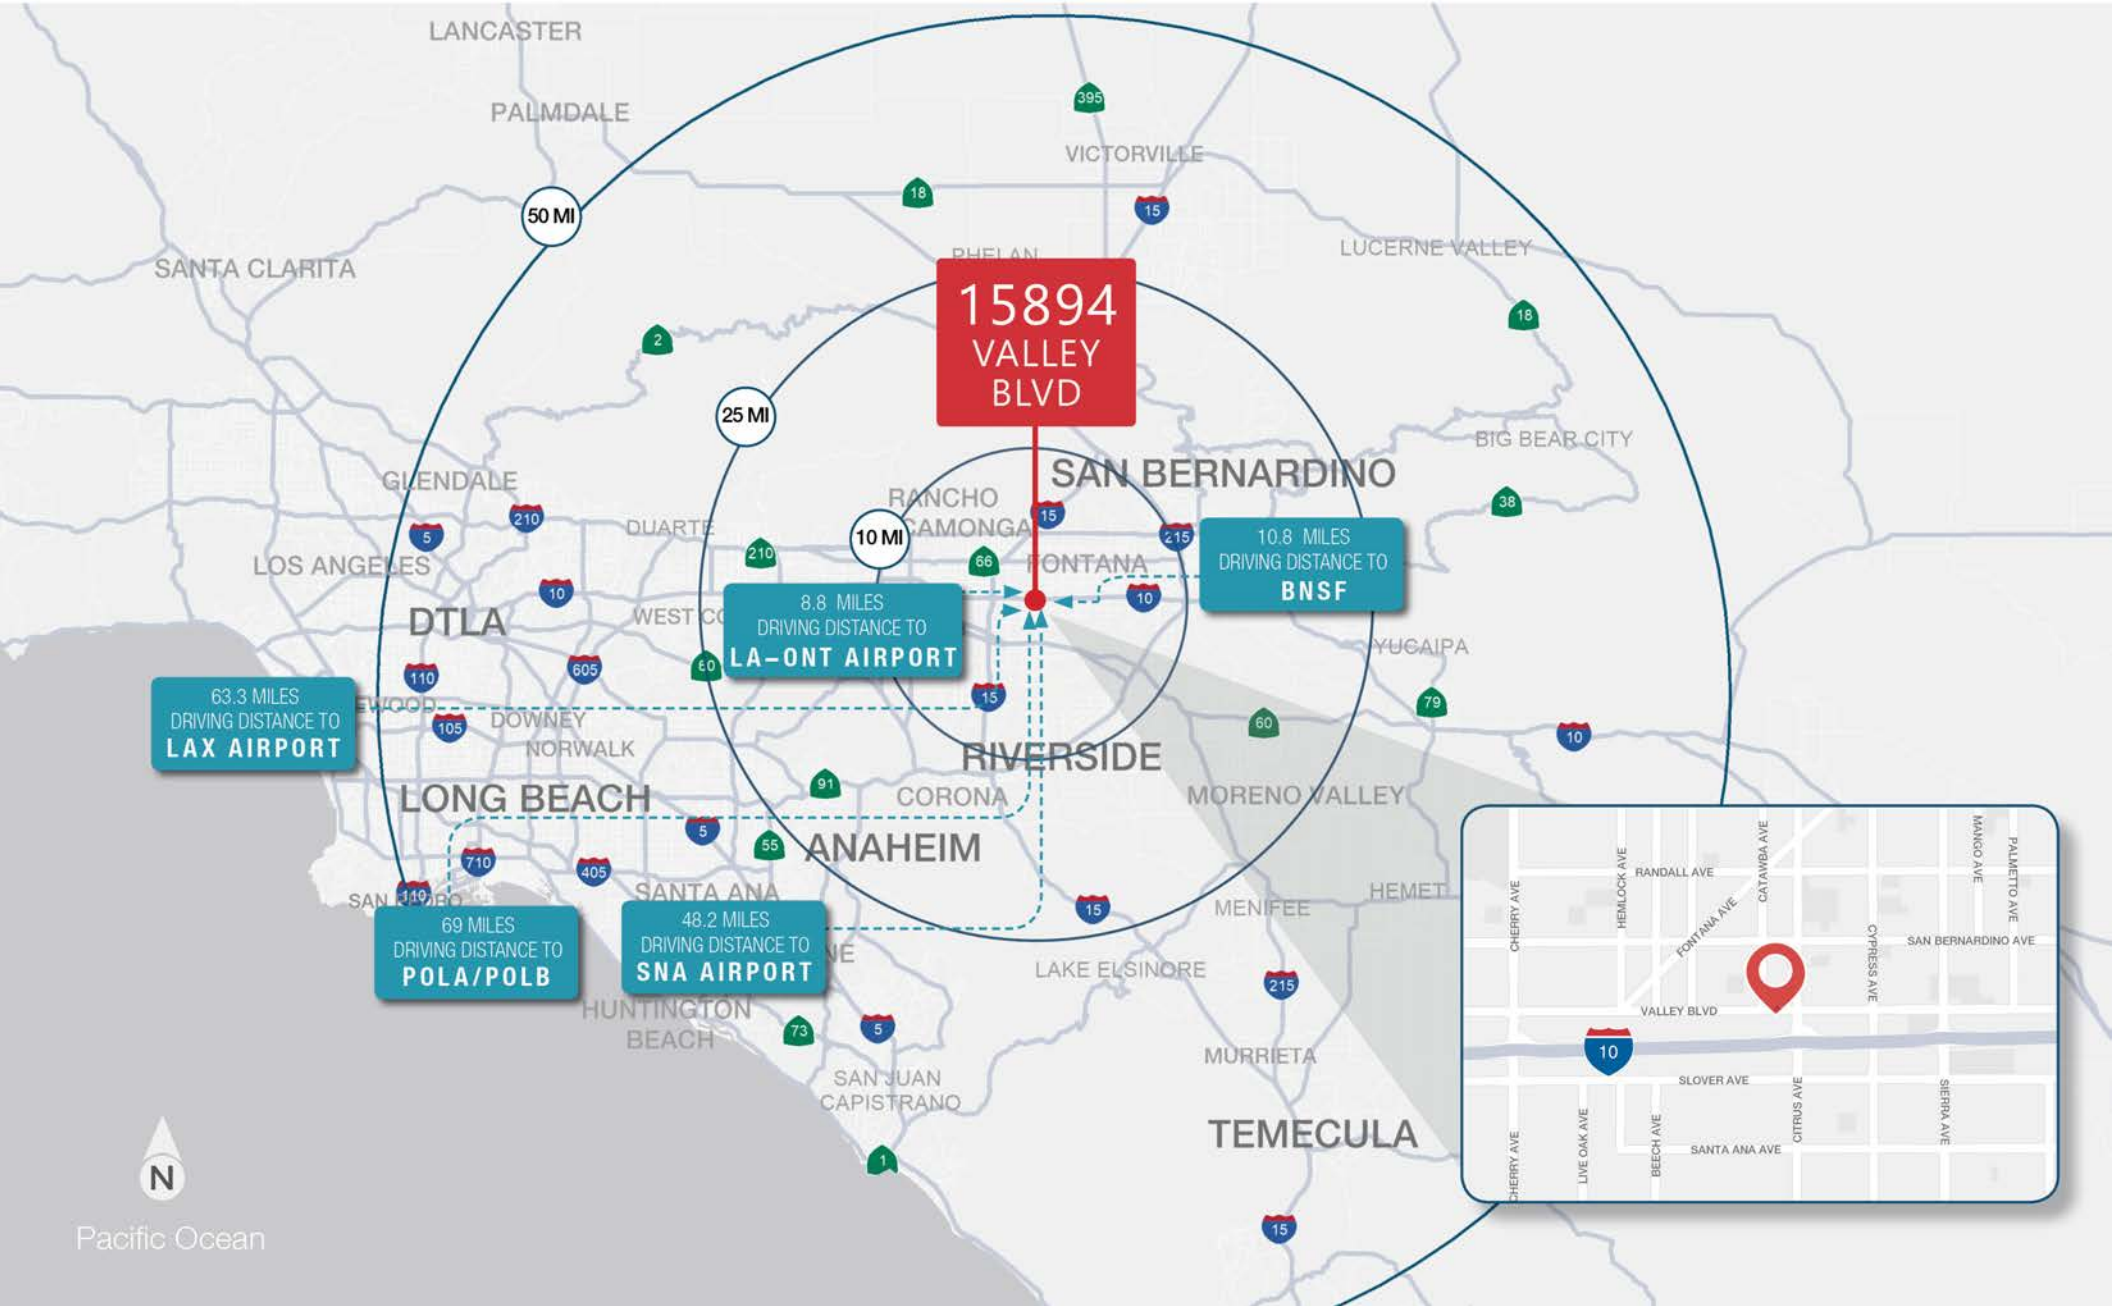 LANCASTER
PALMDALE
395
VICTORVILLE
50 MI
18
15
SANTA CLARITA
PHELAN
LUCERNE VALLEY
15894
VALLEY
BLVD
18
2
25 MI
BIG BEAR CITY
SAN BERNARDINO
GLENDALE
RANCHO
CAMONGA
38
210
15
5
DUARTE
10 MI
215
210
66
FONTANA
LOS ANGELES
10.8 MILES
DRIVING DISTANCE TO
BNSF
10
10
DTLA
WEST CO
8.8 MILES
DRIVING DISTANCE TO
LA–ONT AIRPORT
YUCAIPA
110
605
60
15
79
63.3 MILES
DRIVING DISTANCE TO
LAX AIRPORT
EWOOD
105
DOWNEY
NORWALK
60
10
RIVERSIDE
91
LONG BEACH
CORONA
MORENO VALLEY
5
55
ANAHEIM
710
405
110
SANTA ANA
HEMET
15
MENIFEE
69 MILES
DRIVING DISTANCE TO
POLA/POLB
48.2 MILES
DRIVING DISTANCE TO
SNA AIRPORT
NE
LAKE ELSINORE
215
HUNTINGTON
BEACH
73
5
MURRIETA
SAN JUAN
CAPISTRANO
TEMECULA
1
15
N
Pacific Ocean
CHERRY AVE
HEMLOCK AVE
RANDALL AVE
FONTANA AVE
CATAWBA AVE
CYPRESS AVE
MANGO AVE
PALMETTO AVE
SAN BERNARDINO AVE
VALLEY BLVD
10
SLOVER AVE
CHERRY AVE
LIVE OAK AVE
BEECH AVE
SANTA ANA AVE
CITRUS AVE
SIERRA AVE